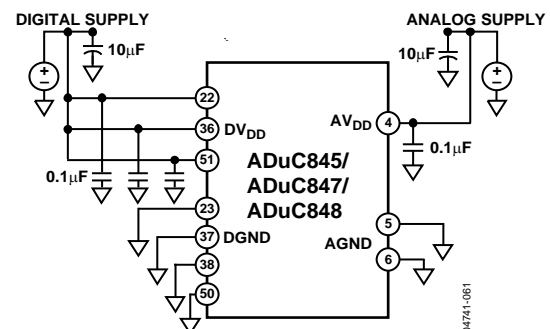 DIGITAL SUPPLY
ANALOG SUPPLY
10µF
10µF
+
−
+
−
22
36
DVDD
51
AVDD
4
0.1µF
0.1µF
ADuC845/
ADuC847/
ADuC848
23
37
DGND
38
50
5
AGND
6
04741-061